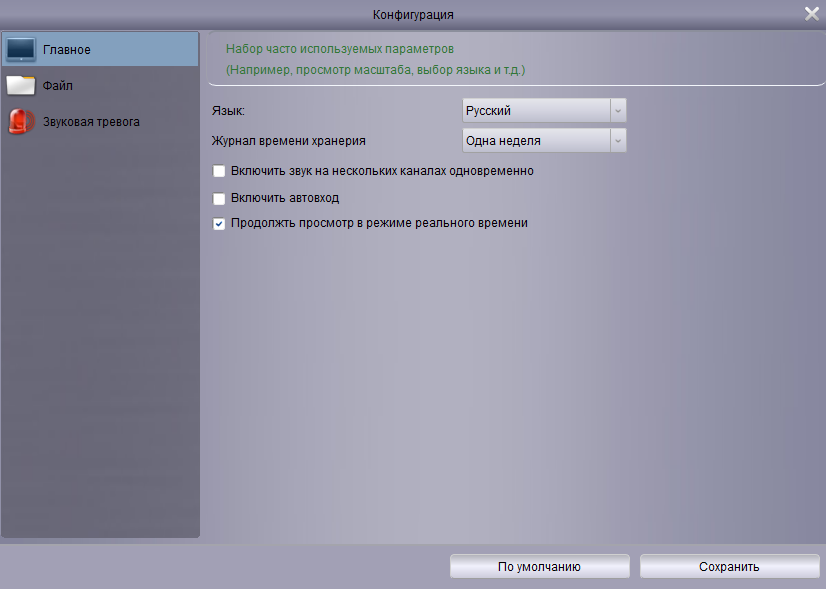 Конфигурация
Главное
Файл
Звуковая тревога
Набор часто используемых параметров
(Например, просмотр масштаба, выбор языка и т.д.)
Язык: Русский
Журнал времени хранерия Одна неделя
Включить звук на нескольких каналах одновременно
Включить автовход
Продолжть просмотр в режиме реального времени
По умолчанию Сохранить